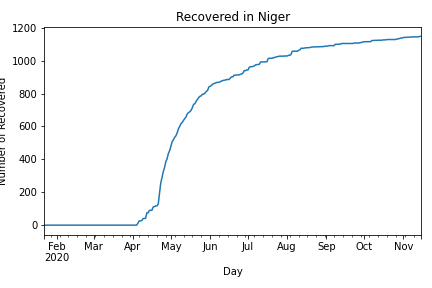 Recovered in Niger
Number of Recovered
1200
1000
800
600
400
200
0
Feb Mar Apr May Jun Jul Aug Sep Oct Nov
2020
Day